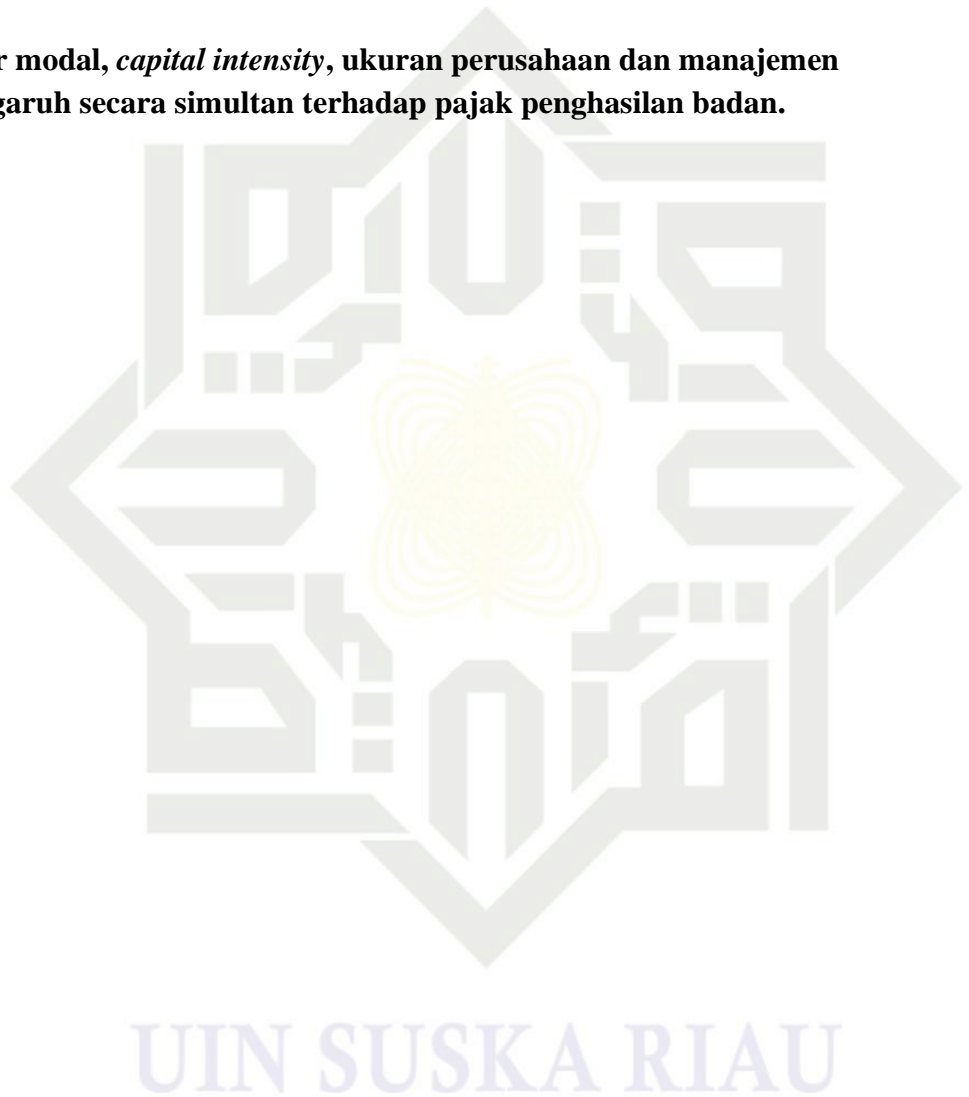 r modal, capital intensity, ukuran perusahaan dan manajemen
garuh secara simultan terhadap pajak penghasilan badan.
UIN SUSKA RIAU